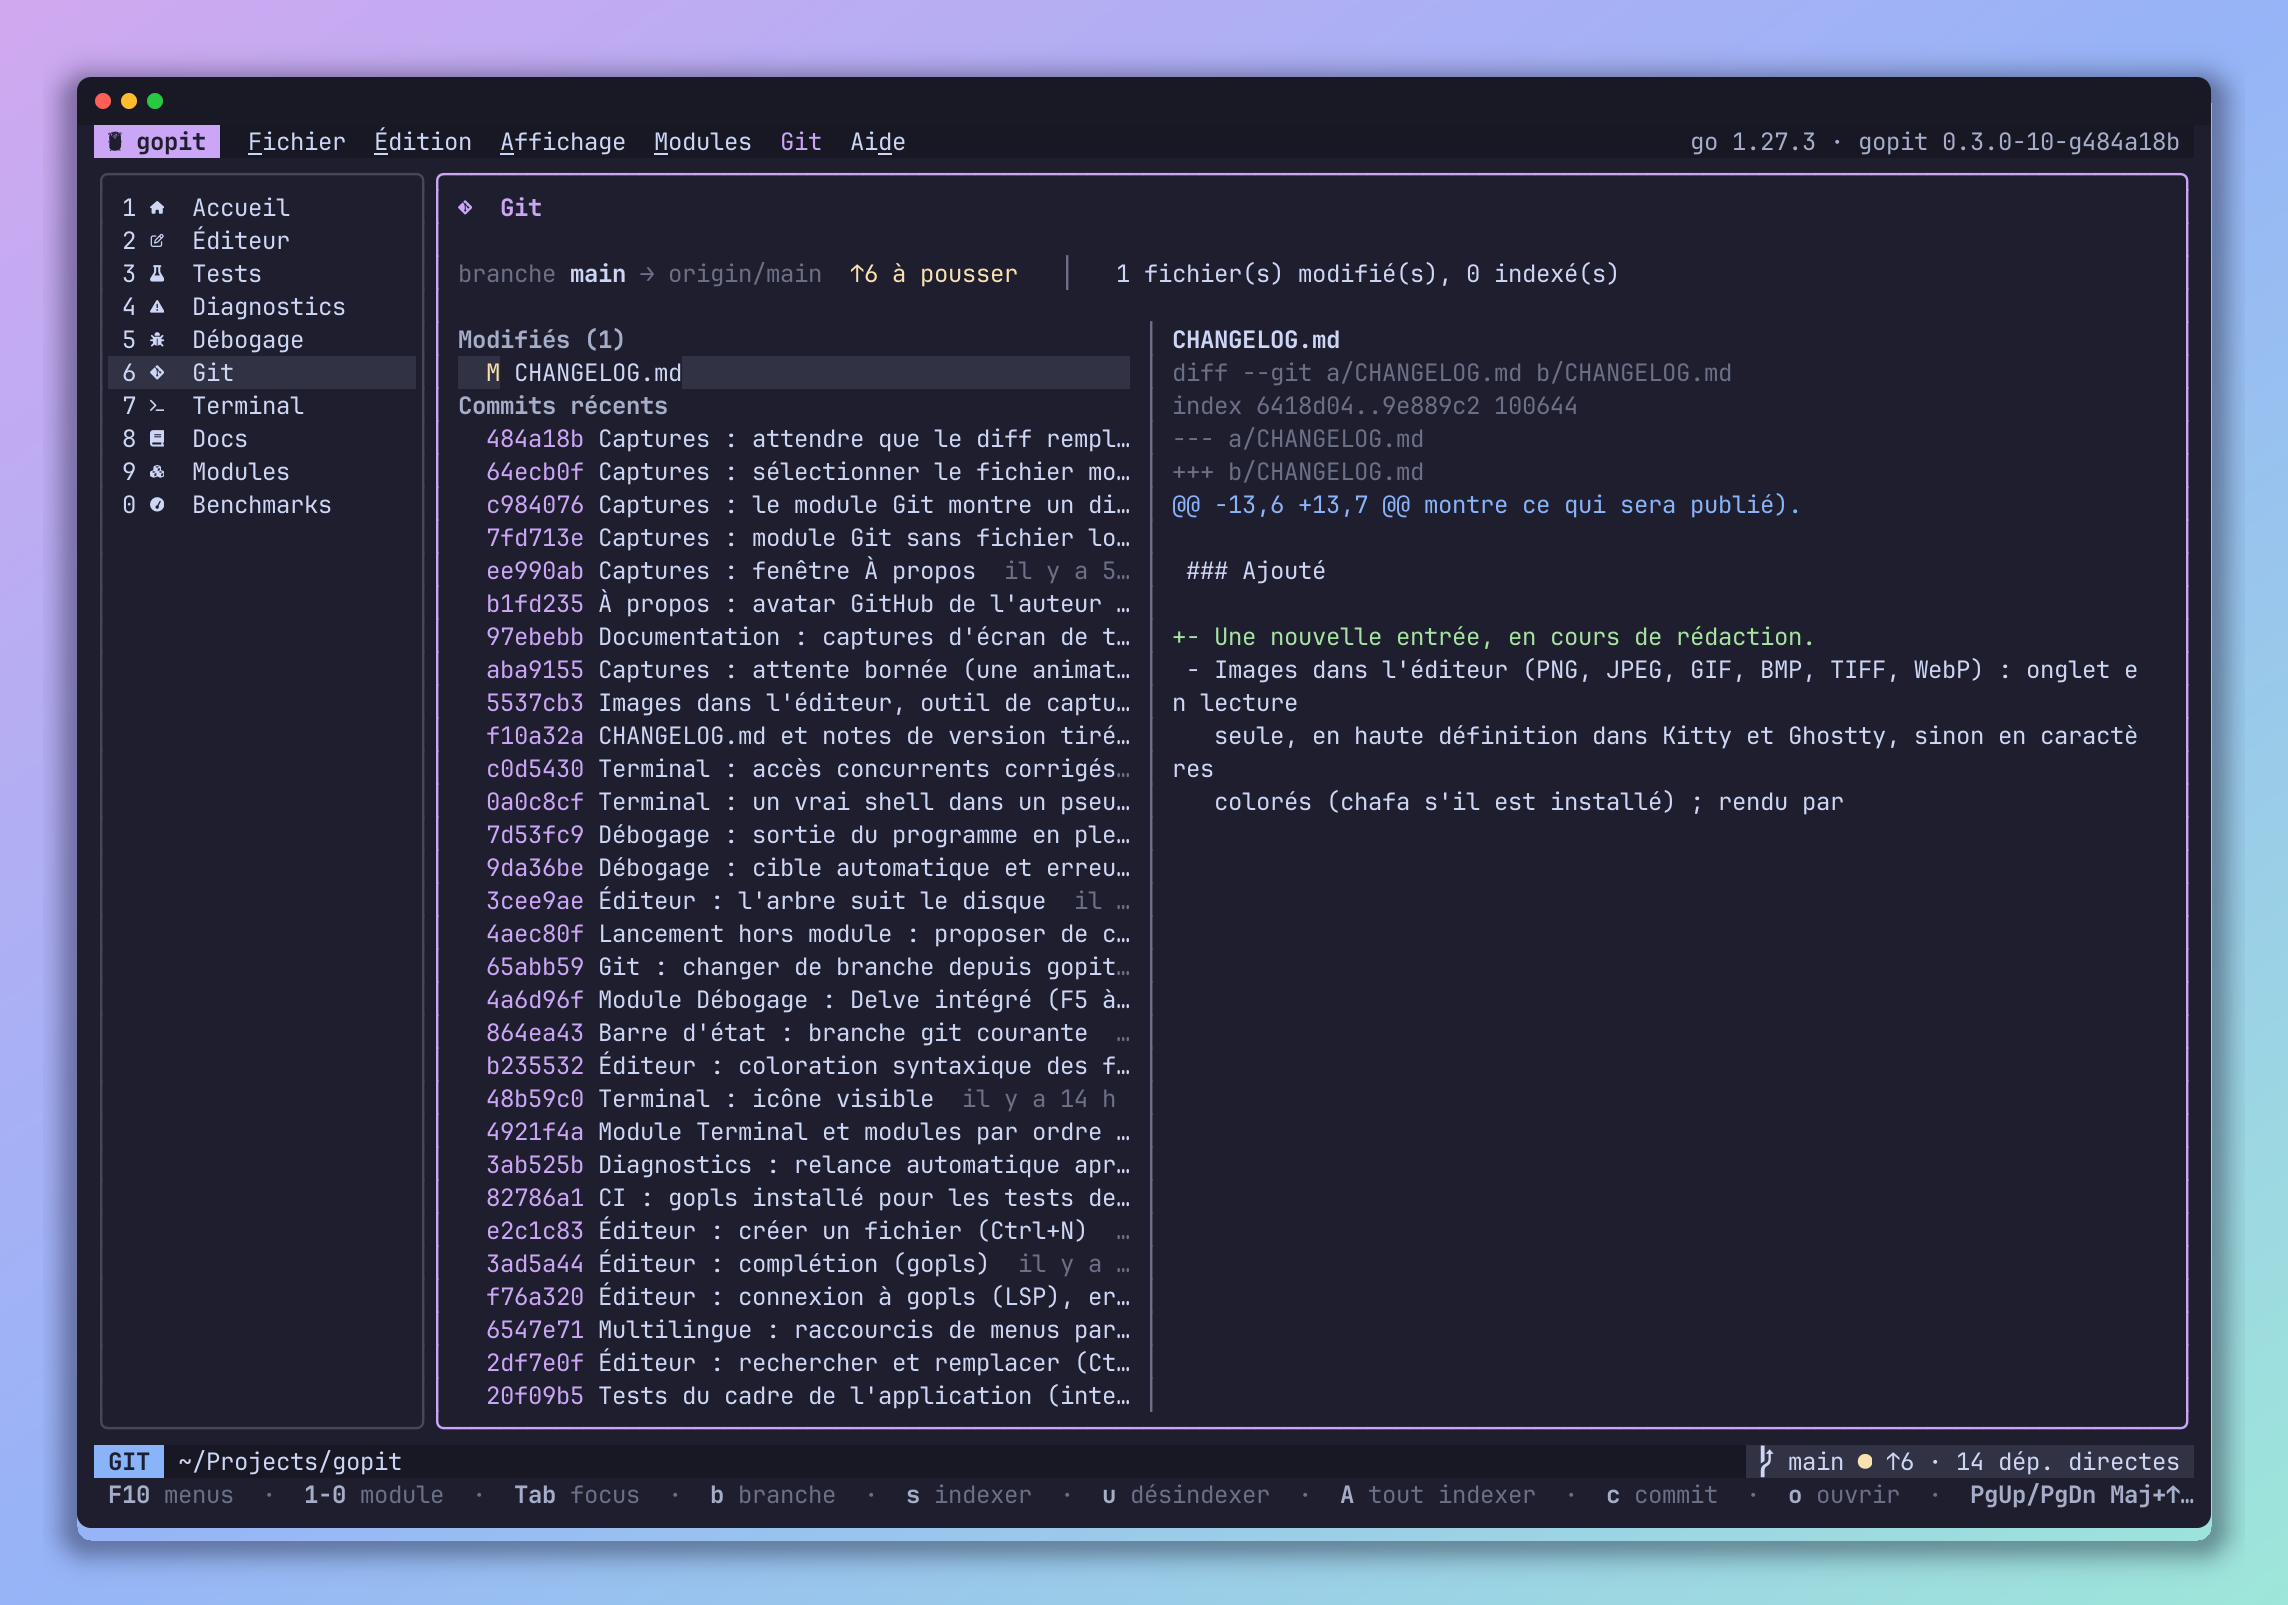 gopit Fichier Édition Affichage Modules Git Aide go 1.27.3 · gopit 0.3.0-10-g484a18b
1 Accueil
2 Éditeur
3 Tests
4 Diagnostics
5 Débogage
6 Git
7 Terminal
8 Docs
9 Modules
0 Benchmarks
Git
branche main → origin/main ↑6 à pousser │ 1 fichier(s) modifié(s), 0 indexé(s)
Modifiés (1)
M CHANGELOG.md
Commits récents
484a18b Captures : attendre que le diff rempl…
64ecb0f Captures : sélectionner le fichier mo…
c984076 Captures : le module Git montre un di…
7fd713e Captures : module Git sans fichier lo…
ee990ab Captures : fenêtre À propos il y a 5…
b1fd235 À propos : avatar GitHub de l'auteur …
97ebebb Documentation : captures d'écran de t…
aba9155 Captures : attente bornée (une animat…
5537cb3 Images dans l'éditeur, outil de captu…
f10a32a CHANGELOG.md et notes de version tiré…
c0d5430 Terminal : accès concurrents corrigés…
0a0c8cf Terminal : un vrai shell dans un pseu…
7d53fc9 Débogage : sortie du programme en ple…
9da36be Débogage : cible automatique et erreu…
3cee9ae Éditeur : l'arbre suit le disque il …
4aec80f Lancement hors module : proposer de c…
65abb59 Git : changer de branche depuis gopit…
4a6d96f Module Débogage : Delve intégré (F5 à…
864ea43 Barre d'état : branche git courante …
b235532 Éditeur : coloration syntaxique des f…
48b59c0 Terminal : icône visible il y a 14 h
4921f4a Module Terminal et modules par ordre …
3ab525b Diagnostics : relance automatique apr…
82786a1 CI : gopls installé pour les tests de…
e2c1c83 Éditeur : créer un fichier (Ctrl+N) …
3ad5a44 Éditeur : complétion (gopls) il y a …
f76a320 Éditeur : connexion à gopls (LSP), er…
6547e71 Multilingue : raccourcis de menus par…
2df7e0f Éditeur : rechercher et remplacer (Ct…
20f09b5 Tests du cadre de l'application (inte…
CHANGELOG.md
diff --git a/CHANGELOG.md b/CHANGELOG.md
index 6418d04..9e889c2 100644
--- a/CHANGELOG.md
+++ b/CHANGELOG.md
@@ -13,6 +13,7 @@ montre ce qui sera publié).
### Ajouté
+- Une nouvelle entrée, en cours de rédaction.
- Images dans l'éditeur (PNG, JPEG, GIF, BMP, TIFF, WebP) : onglet e
n lecture
seule, en haute définition dans Kitty et Ghostty, sinon en caractè
res
colorés (chafa s'il est installé) ; rendu par
GIT ~/Projects/gopit main ● ↑6 · 14 dép. directes
F10 menus · 1-0 module · Tab focus · b branche · s indexer · u désindexer · A tout indexer · c commit · o ouvrir · PgUp/PgDn Maj+↑…